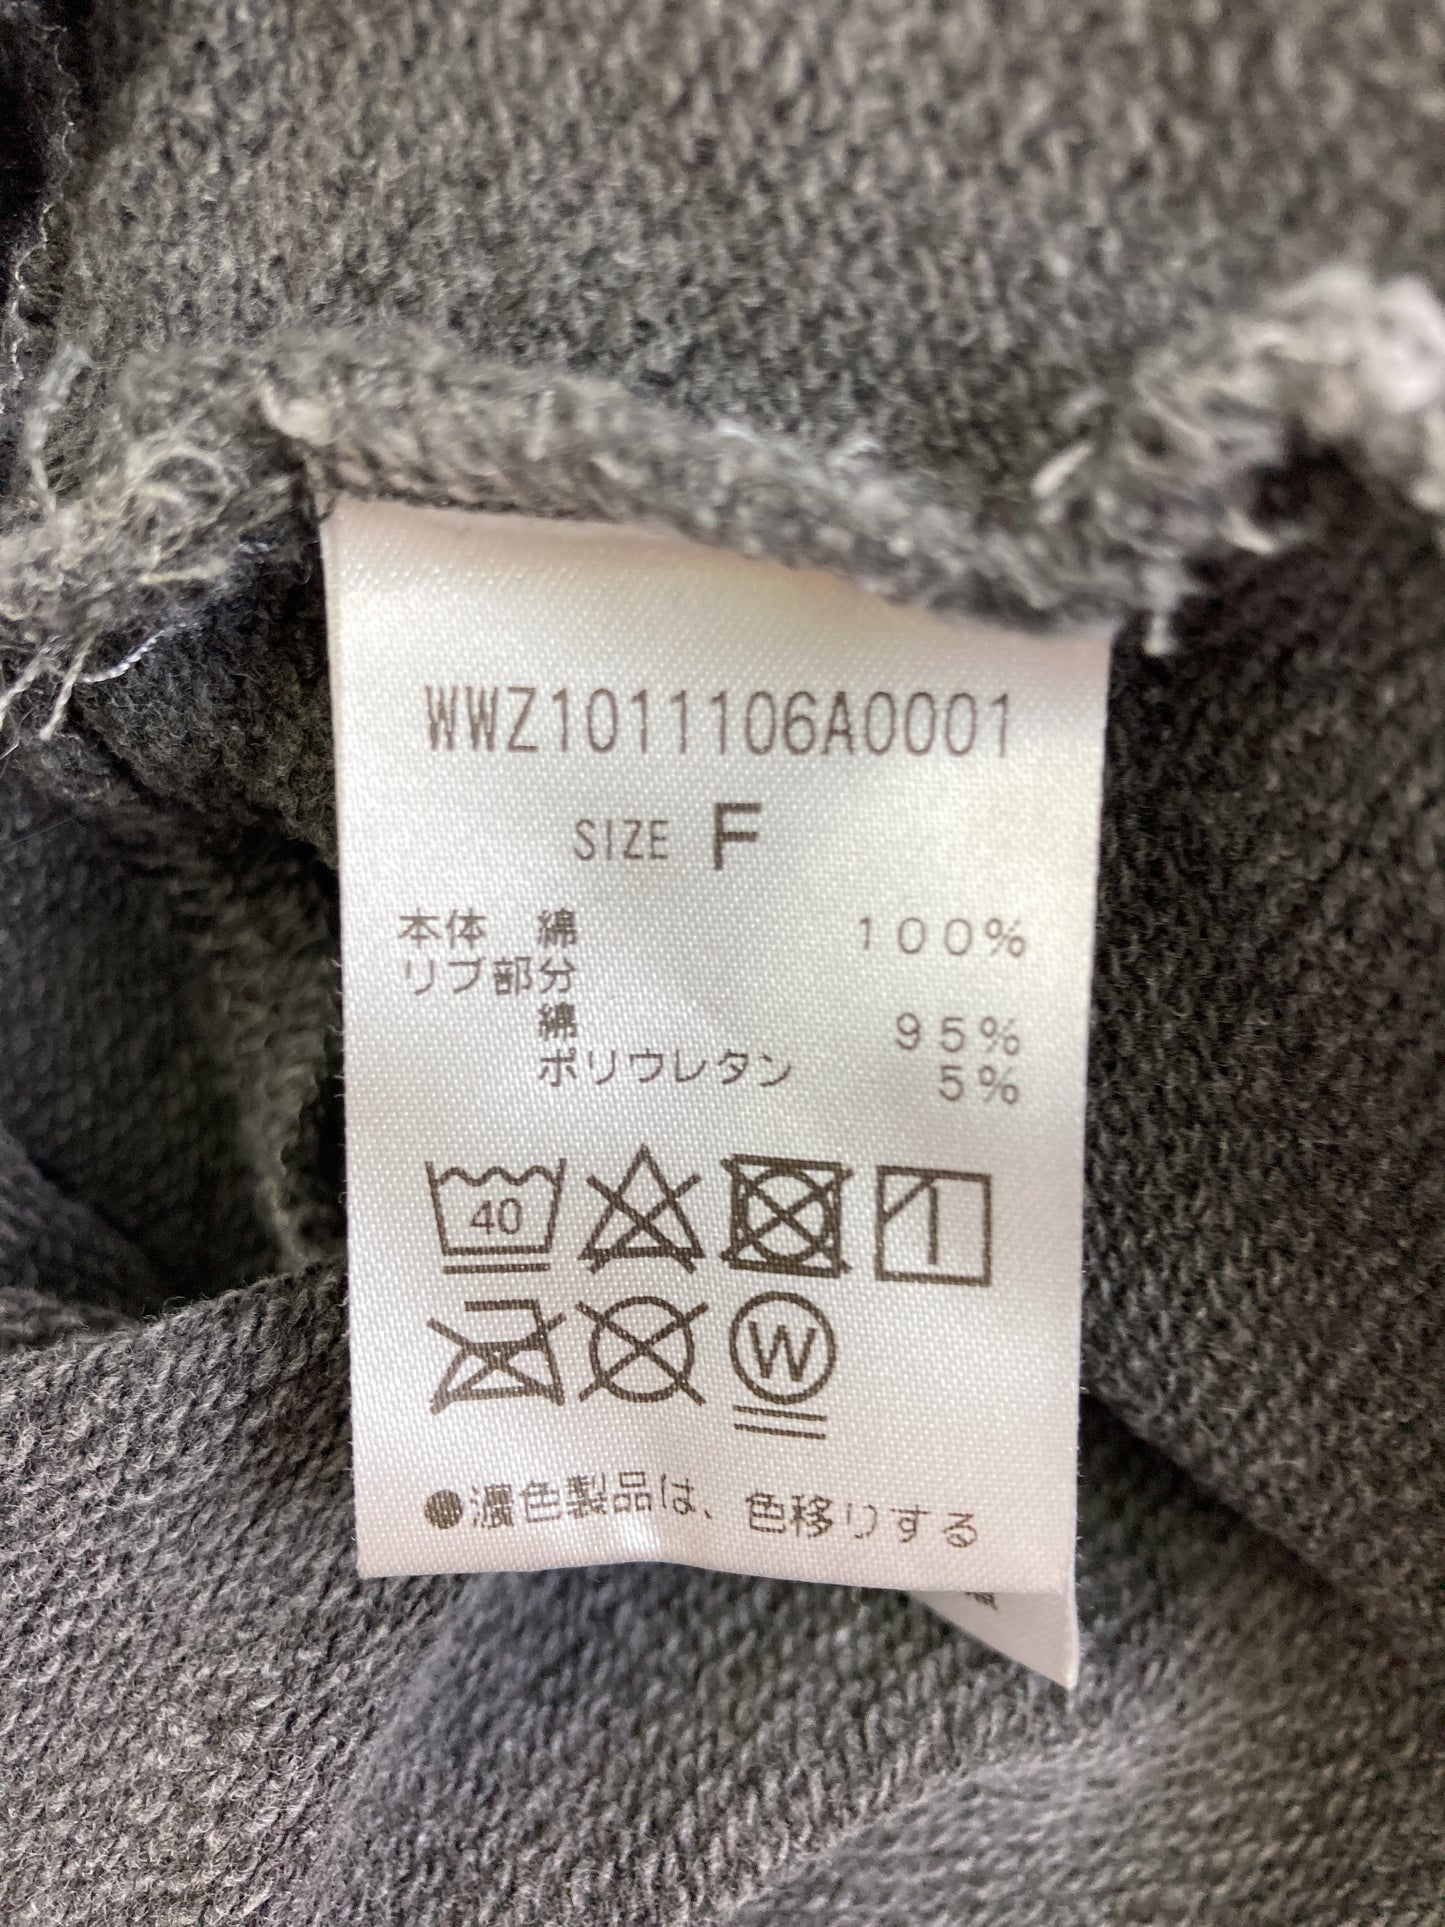 WWZ1011106A0001
SIZE F
本体 綿 100%
リブ部分
綿 95%
ポリウレタン 5%
40
W
●濃色製品は、色移りする